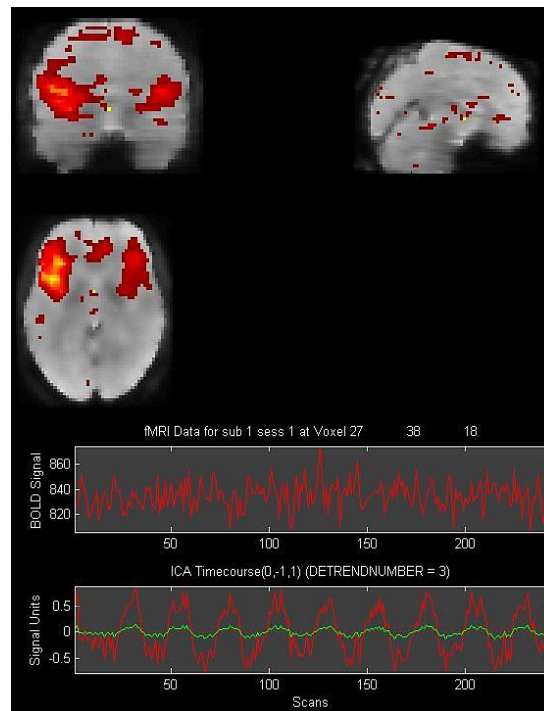 fMRI Data for sub 1 sess 1 at Voxel 27 38 18
860
840
820
BOLD Signal
50 100 150 200
ICA Timecourse(0,-1,1) (DETRENDNUMBER = 3)
0.5
0
-0.5
Signal Units
50 100 150 200
Scans